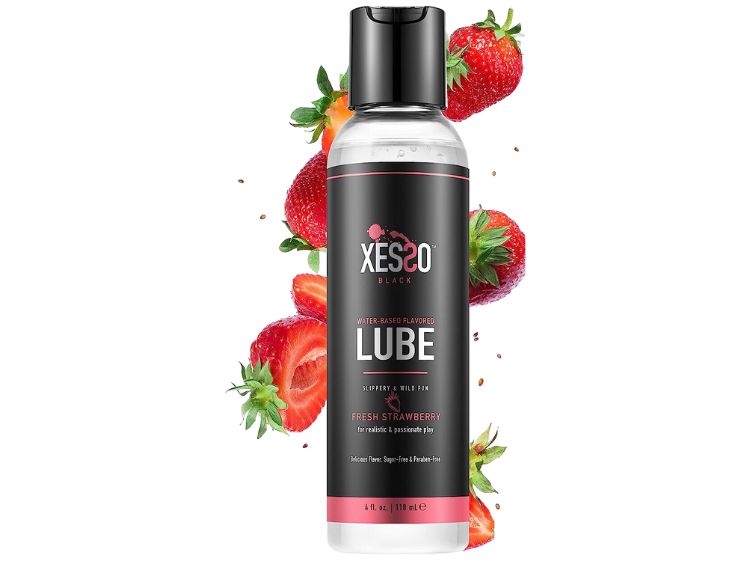 XESSO™
BLACK
WATER-BASED FLAVORED
LUBE
SLIPPERY & WILD FUN
FRESH STRAWBERRY
for realistic & passionate play
Delicious Flavor, Sugar-Free & Paraben-Free
4 fl. oz. | 118 mL ℮